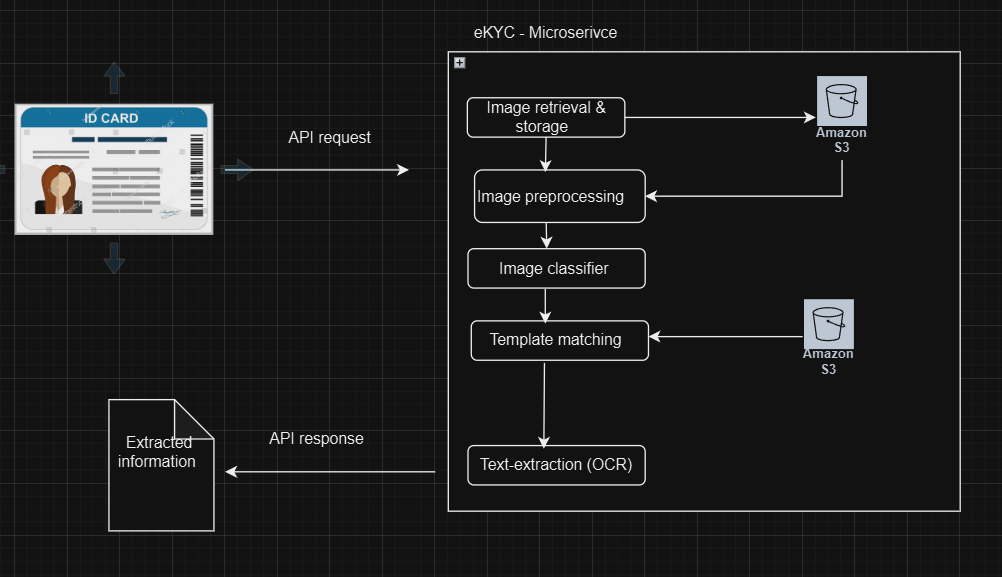 eKYC - Microserivce
ID CARD
API request
Image retrieval &
storage
Amazon
S3
Image preprocessing
Image classifier
Template matching
Amazon
S3
API response
Extracted
information
Text-extraction (OCR)